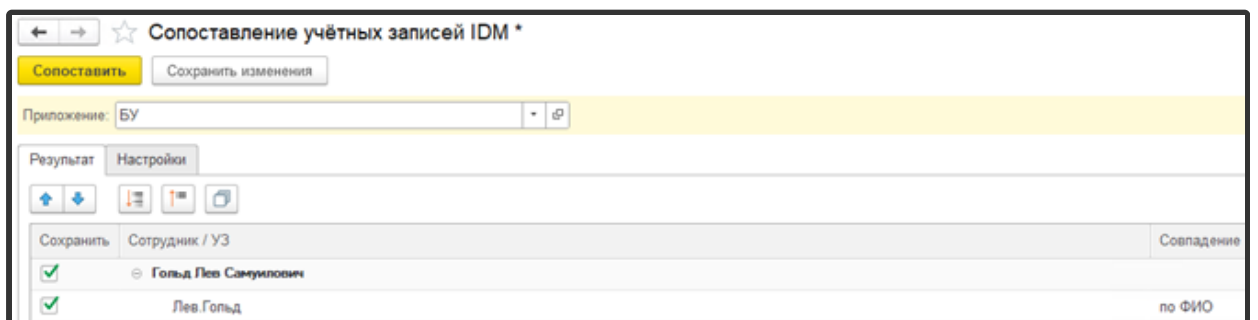 Сопоставление учётных записей IDM *
Сопоставить Сохранить изменения
Приложение: БУ
Результат Настройки
Сохранить Сотрудник / УЗ Совпадение
Гольд Лев Самуилович
Лев.Гольд по ФИО